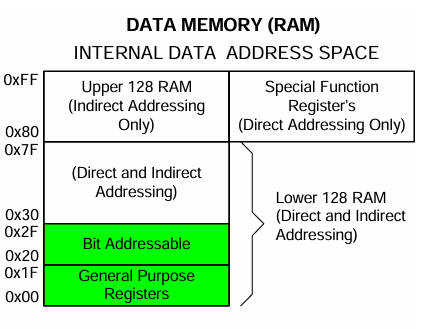 DATA MEMORY (RAM)
INTERNAL DATA ADDRESS SPACE
0xFF
Upper 128 RAM
(Indirect Addressing
Only)
Special Function
Register's
(Direct Addressing Only)
0x80
0x7F
(Direct and Indirect
Addressing)
Lower 128 RAM
(Direct and Indirect
Addressing)
0x30
0x2F
Bit Addressable
0x20
0x1F
General Purpose
Registers
0x00